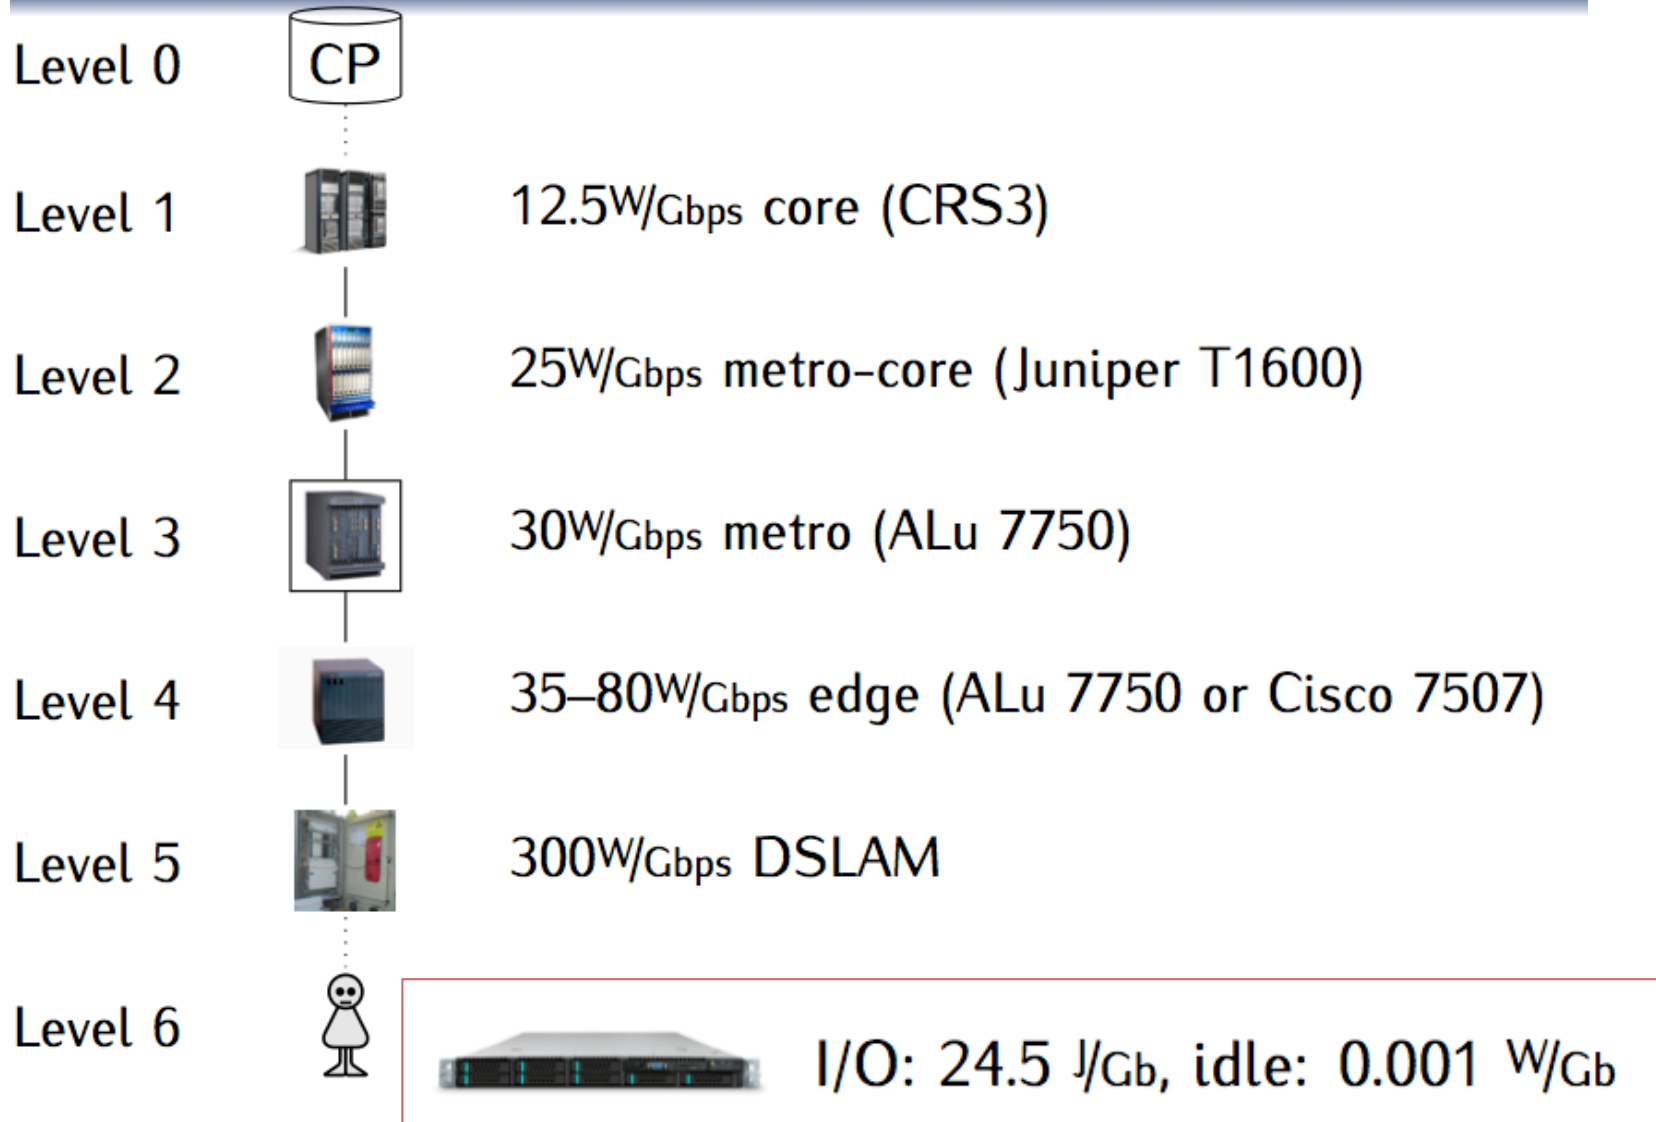 Level 0 CP
Level 1 12.5W/Gbps core (CRS3)
Level 2 25W/Gbps metro-core (Juniper T1600)
Level 3 30W/Gbps metro (ALu 7750)
Level 4 35–80W/Gbps edge (ALu 7750 or Cisco 7507)
Level 5 300W/Gbps DSLAM
Level 6
I/O: 24.5 J/Gb, idle: 0.001 W/Gb